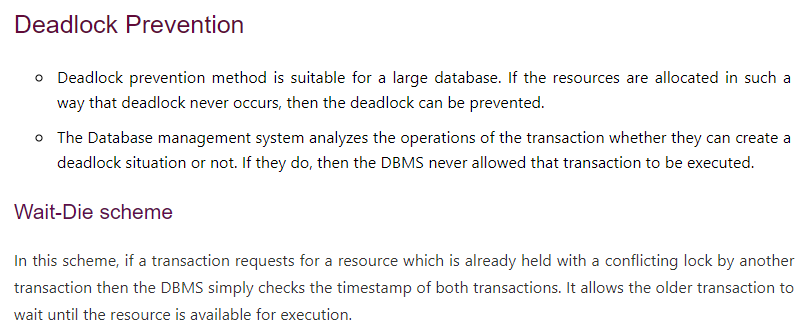 Deadlock Prevention
Deadlock prevention method is suitable for a large database. If the resources are allocated in such a
way that deadlock never occurs, then the deadlock can be prevented.
The Database management system analyzes the operations of the transaction whether they can create a
deadlock situation or not. If they do, then the DBMS never allowed that transaction to be executed.
Wait-Die scheme
In this scheme, if a transaction requests for a resource which is already held with a conflicting lock by another
transaction then the DBMS simply checks the timestamp of both transactions. It allows the older transaction to
wait until the resource is available for execution.